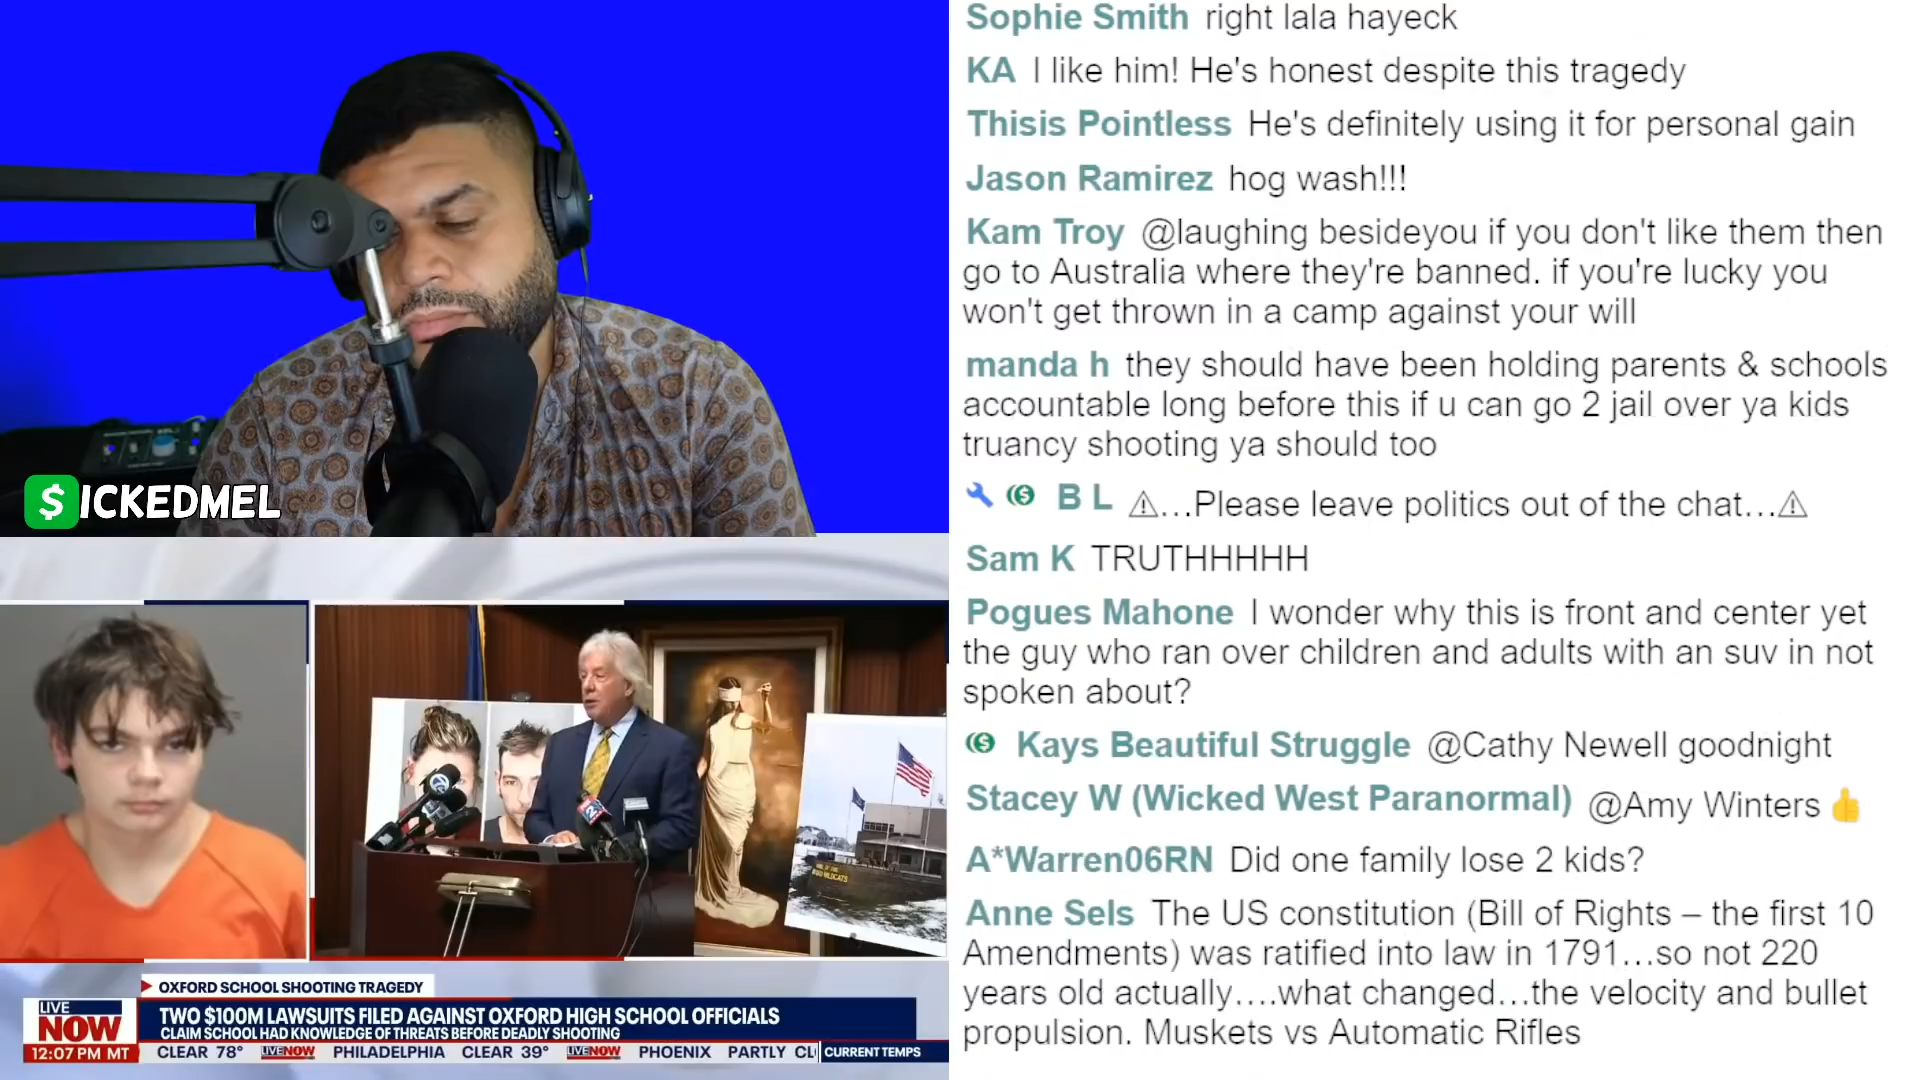 $ICKEDMEL
OXFORD SCHOOL SHOOTING TRAGEDY
LIVE
NOW
TWO $100M LAWSUITS FILED AGAINST OXFORD HIGH SCHOOL OFFICIALS
CLAIM SCHOOL HAD KNOWLEDGE OF THREATS BEFORE DEADLY SHOOTING
12:07 PM MT
CLEAR 78° LIVENOW PHILADELPHIA CLEAR 39° LIVENOW PHOENIX PARTLY CURRENT TEMPS
Sophie Smith right lala hayeck
KA I like him! He's honest despite this tragedy
Thisis Pointless He's definitely using it for personal gain
Jason Ramirez hog wash!!!
Kam Troy @laughing besideyou if you don't like them then
go to Australia where they're banned. if you're lucky you
won't get thrown in a camp against your will
manda h they should have been holding parents & schools
accountable long before this if u can go 2 jail over ya kids
truancy shooting ya should too
B L ⚠...Please leave politics out of the chat...⚠
Sam K TRUTHHHHH
Pogues Mahone I wonder why this is front and center yet
the guy who ran over children and adults with an suv in not
spoken about?
Kays Beautiful Struggle @Cathy Newell goodnight
Stacey W (Wicked West Paranormal) @Amy Winters 👍
A*Warren06RN Did one family lose 2 kids?
Anne Sels The US constitution (Bill of Rights – the first 10
Amendments) was ratified into law in 1791...so not 220
years old actually....what changed...the velocity and bullet
propulsion. Muskets vs Automatic Rifles